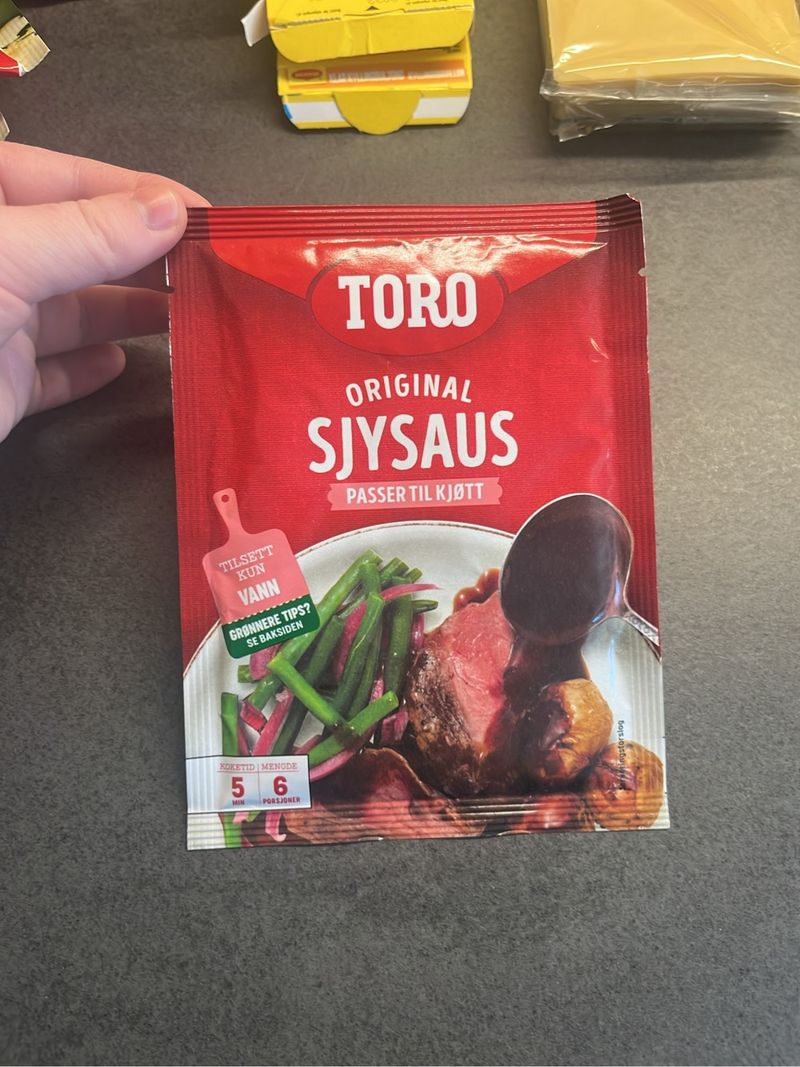 TORO
ORIGINAL
SJYSAUS
PASSER TIL KJØTT
TILSETT
KUN
VANN
GRØNNERE TIPS?
SE BAKSIDEN
KOKETID | MENGDE
5 6
MIN PORSJONER